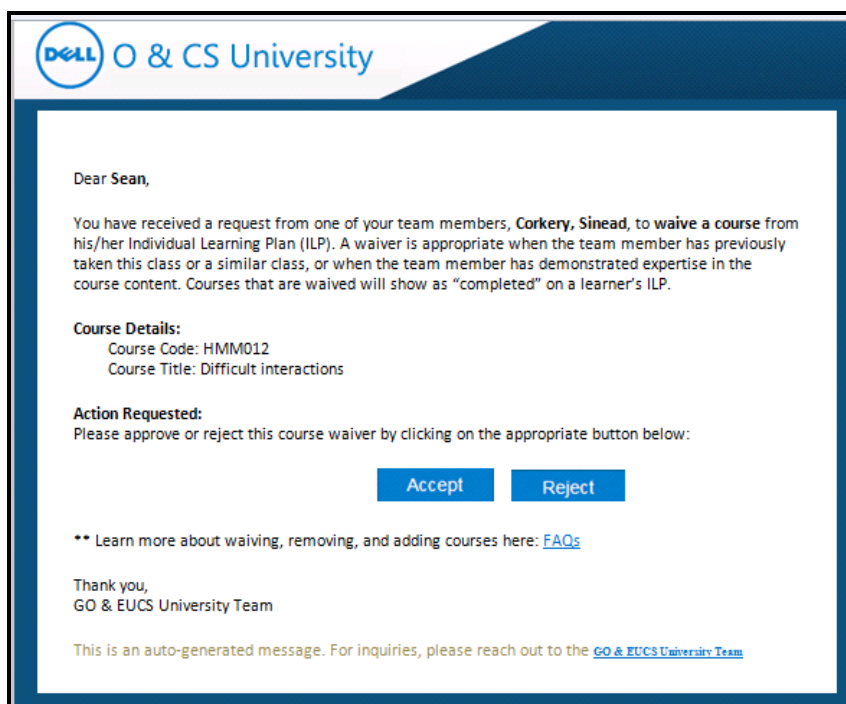 DELL O & CS University
Dear Sean,
You have received a request from one of your team members, Corkery, Sinead, to waive a course from
his/her Individual Learning Plan (ILP). A waiver is appropriate when the team member has previously
taken this class or a similar class, or when the team member has demonstrated expertise in the
course content. Courses that are waived will show as “completed” on a learner’s ILP.
Course Details:
Course Code: HMM012
Course Title: Difficult interactions
Action Requested:
Please approve or reject this course waiver by clicking on the appropriate button below:
Accept Reject
** Learn more about waiving, removing, and adding courses here: FAQs
Thank you,
GO & EUCS University Team
This is an auto-generated message. For inquiries, please reach out to the GO & EUCS University Team